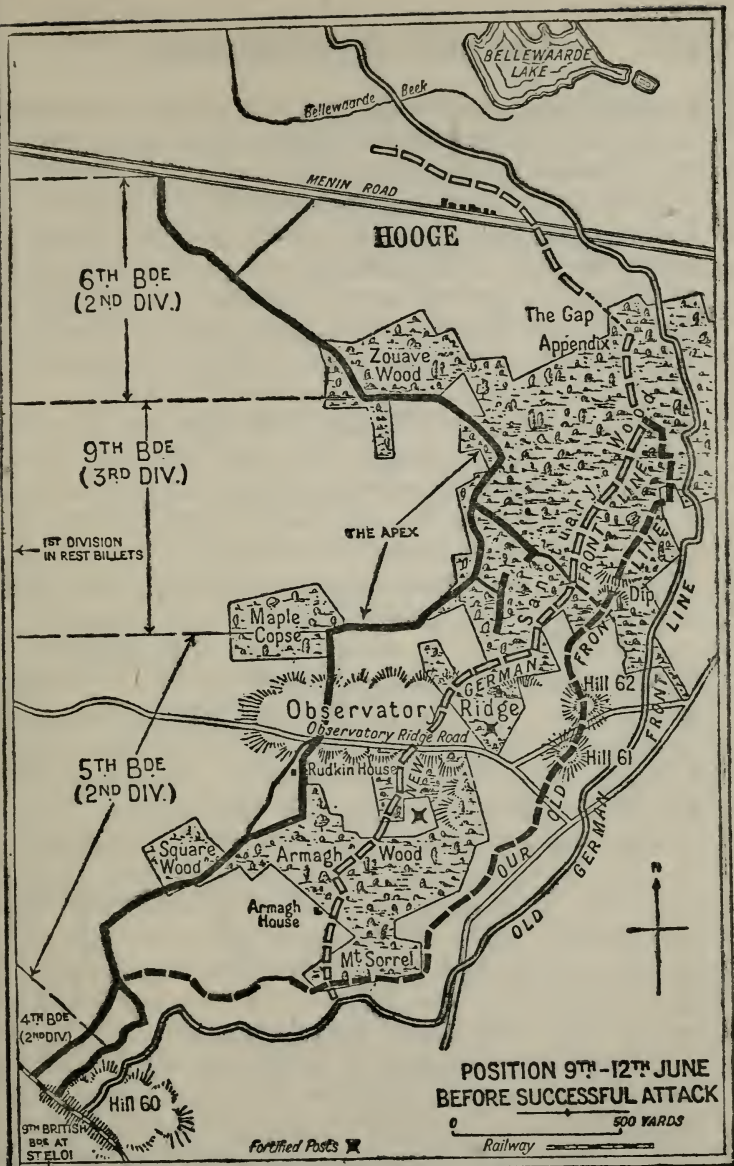 BELLEWAARDE
LAKE
Bellewaarde Beek
MENIN ROAD
HOOGE
6TH BDE
(2ND DIV.)
The Gap
Appendix
Zouave
Wood
9TH BDE
(3RD DIV.)
THE APEX
1ST DIVISION
IN REST BILLETS
Sanctuary Wood
FRONT LINE
FRONT LINE
Dip
Maple
Copse
GERMAN
FRONT LINE
Hill 62
Observatory
Ridge
Observatory Ridge Road
Hill 61
Rudkin House
NEW
5TH BDE
(2ND DIV.)
OLD
Square
Wood
Armagh Wood
OUR
GERMAN
Armagh
House
OLD
Mt Sorrel
N
4TH BDE
(2ND DIV.)
Hill 60
POSITION 9TH-12TH JUNE
BEFORE SUCCESSFUL ATTACK
0 500 YARDS
9TH BRITISH
BDE AT
ST ELOI
Fortified Posts
Railway